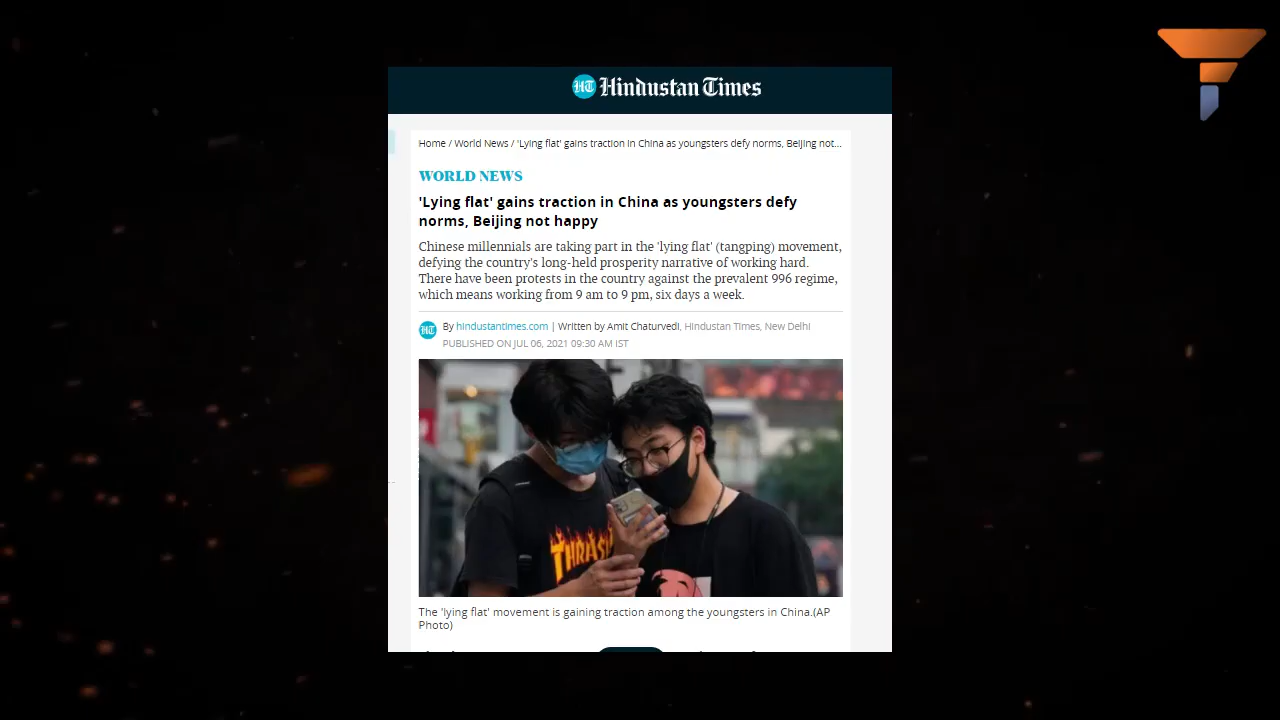 HT Hindustan Times
Home / World News / 'Lying flat' gains traction in China as youngsters defy norms, Beijing not...
WORLD NEWS
'Lying flat' gains traction in China as youngsters defy
norms, Beijing not happy
Chinese millennials are taking part in the 'lying flat' (tangping) movement,
defying the country's long-held prosperity narrative of working hard.
There have been protests in the country against the prevalent 996 regime,
which means working from 9 am to 9 pm, six days a week.
HT
By hindustantimes.com | Written by Amit Chaturvedi, Hindustan Times, New Delhi
PUBLISHED ON JUL 06, 2021 09:30 AM IST
THRAS
The 'lying flat' movement is gaining traction among the youngsters in China.(AP
Photo)